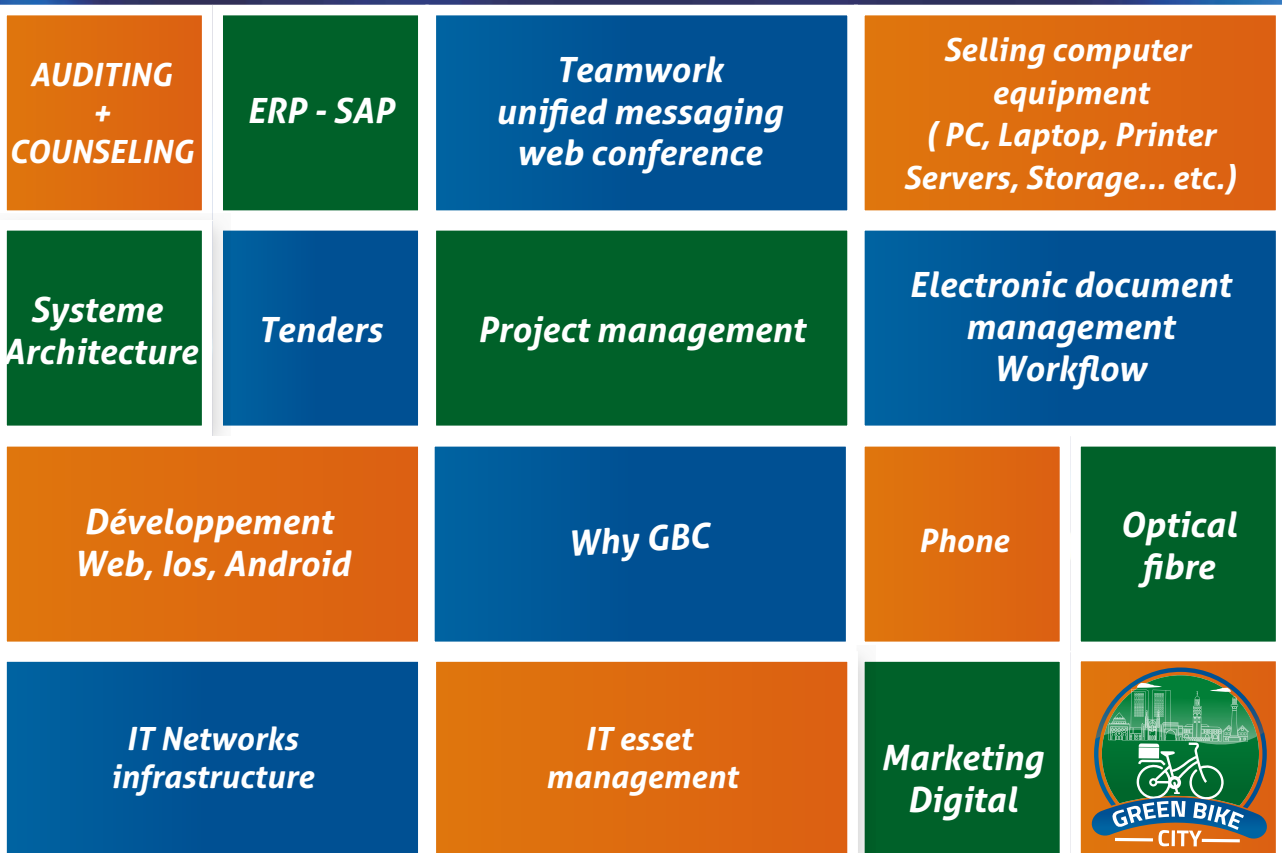 AUDITING
+
COUNSELING
ERP - SAP
Teamwork
unified messaging
web conference
Selling computer
equipment
( PC, Laptop, Printer
Servers, Storage... etc.)
Systeme
Architecture
Tenders
Project management
Electronic document
management
Workflow
Développement
Web, Ios, Android
Why GBC
Phone
Optical
fibre
IT Networks
infrastructure
IT esset
management
Marketing
Digital
GREEN BIKE
CITY